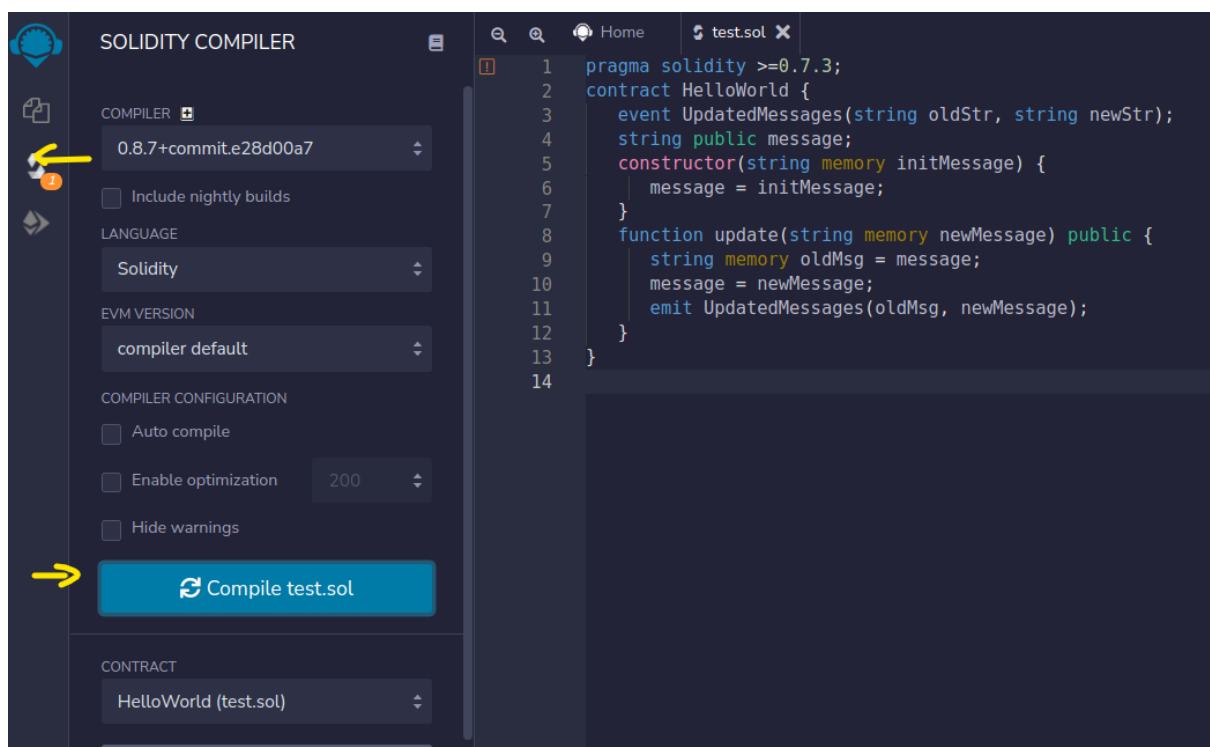 SOLIDITY COMPILER
COMPILER
0.8.7+commit.e28d00a7
Include nightly builds
LANGUAGE
Solidity
EVM VERSION
compiler default
COMPILER CONFIGURATION
Auto compile
Enable optimization 200
Hide warnings
Compile test.sol
CONTRACT
HelloWorld (test.sol)
1
Home test.sol
1 pragma solidity >=0.7.3;
2 contract HelloWorld {
3 event UpdatedMessages(string oldStr, string newStr);
4 string public message;
5 constructor(string memory initMessage) {
6 message = initMessage;
7 }
8 function update(string memory newMessage) public {
9 string memory oldMsg = message;
10 message = newMessage;
11 emit UpdatedMessages(oldMsg, newMessage);
12 }
13 }
14